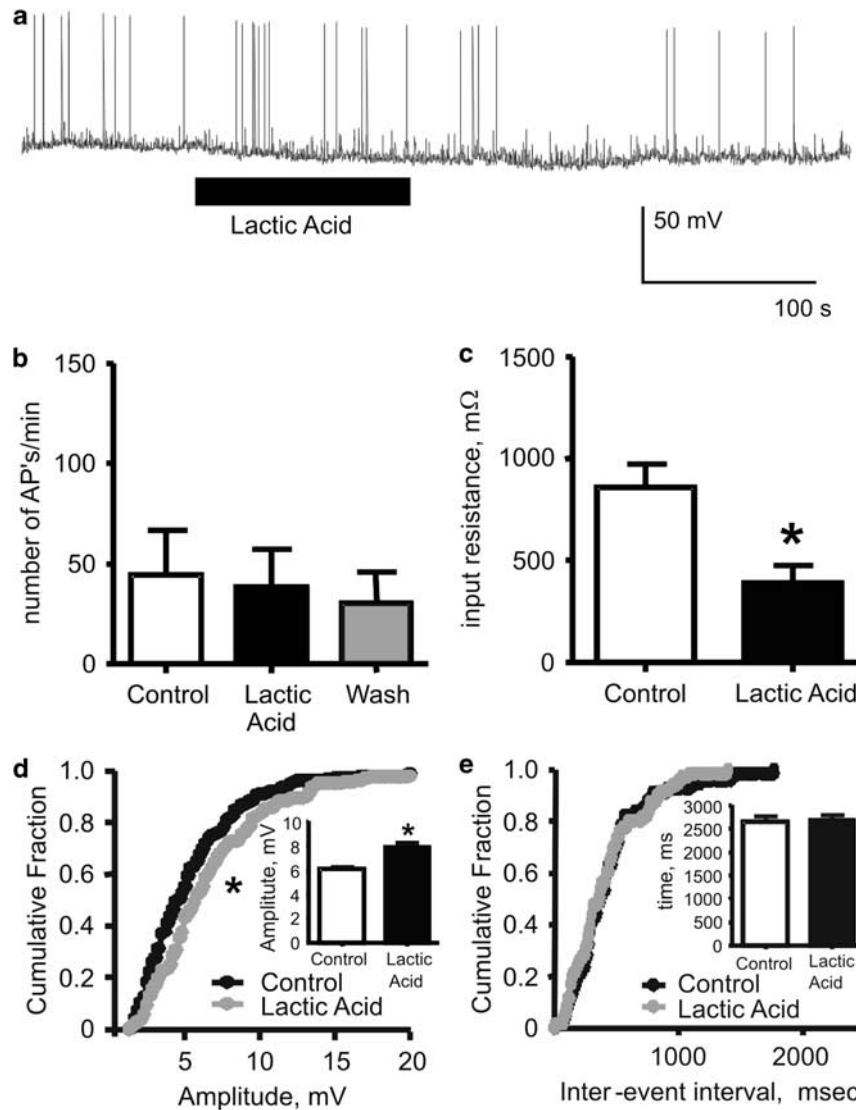 a
Lactic Acid
50 mV
100 s
b
number of AP's/min
150
100
50
0
Control
Lactic
Acid
Wash
c
input resistance, mΩ
1500
1000
500
0
*
Control
Lactic Acid
d
Cumulative Fraction
1.0
0.8
0.6
0.4
0.2
0
*
Amplitude, mV
10
8
6
4
2
0
*
Control
Lactic
Acid
Control
Lactic Acid
5
10
15
20
Amplitude, mV
e
Cumulative Fraction
1.0
0.8
0.6
0.4
0.2
0
time, ms
3000
2500
2000
1500
1000
500
0
Control
Lactic
Acid
Control
Lactic Acid
1000
2000
Inter-event interval, msec